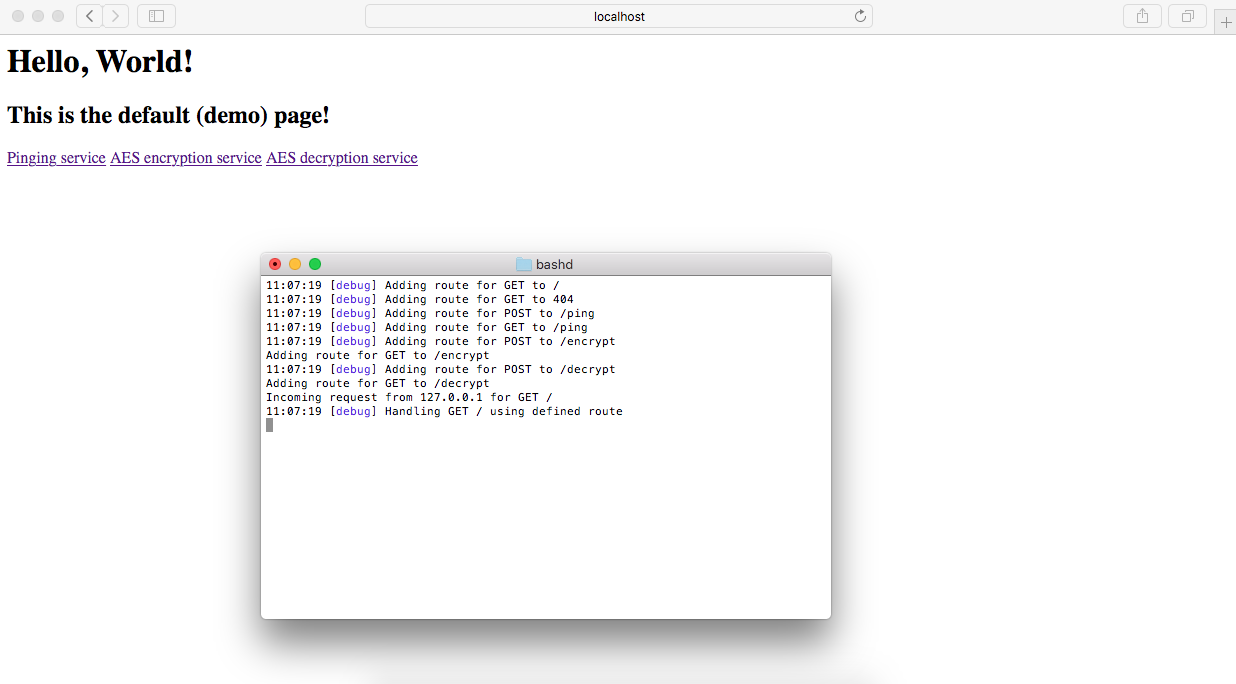 localhost
Hello, World!
This is the default (demo) page!
Pinging service AES encryption service AES decryption service
bashd
11:07:19 [debug] Adding route for GET to /
11:07:19 [debug] Adding route for GET to 404
11:07:19 [debug] Adding route for POST to /ping
11:07:19 [debug] Adding route for GET to /ping
11:07:19 [debug] Adding route for POST to /encrypt
Adding route for GET to /encrypt
11:07:19 [debug] Adding route for POST to /decrypt
Adding route for GET to /decrypt
Incoming request from 127.0.0.1 for GET /
11:07:19 [debug] Handling GET / using defined route